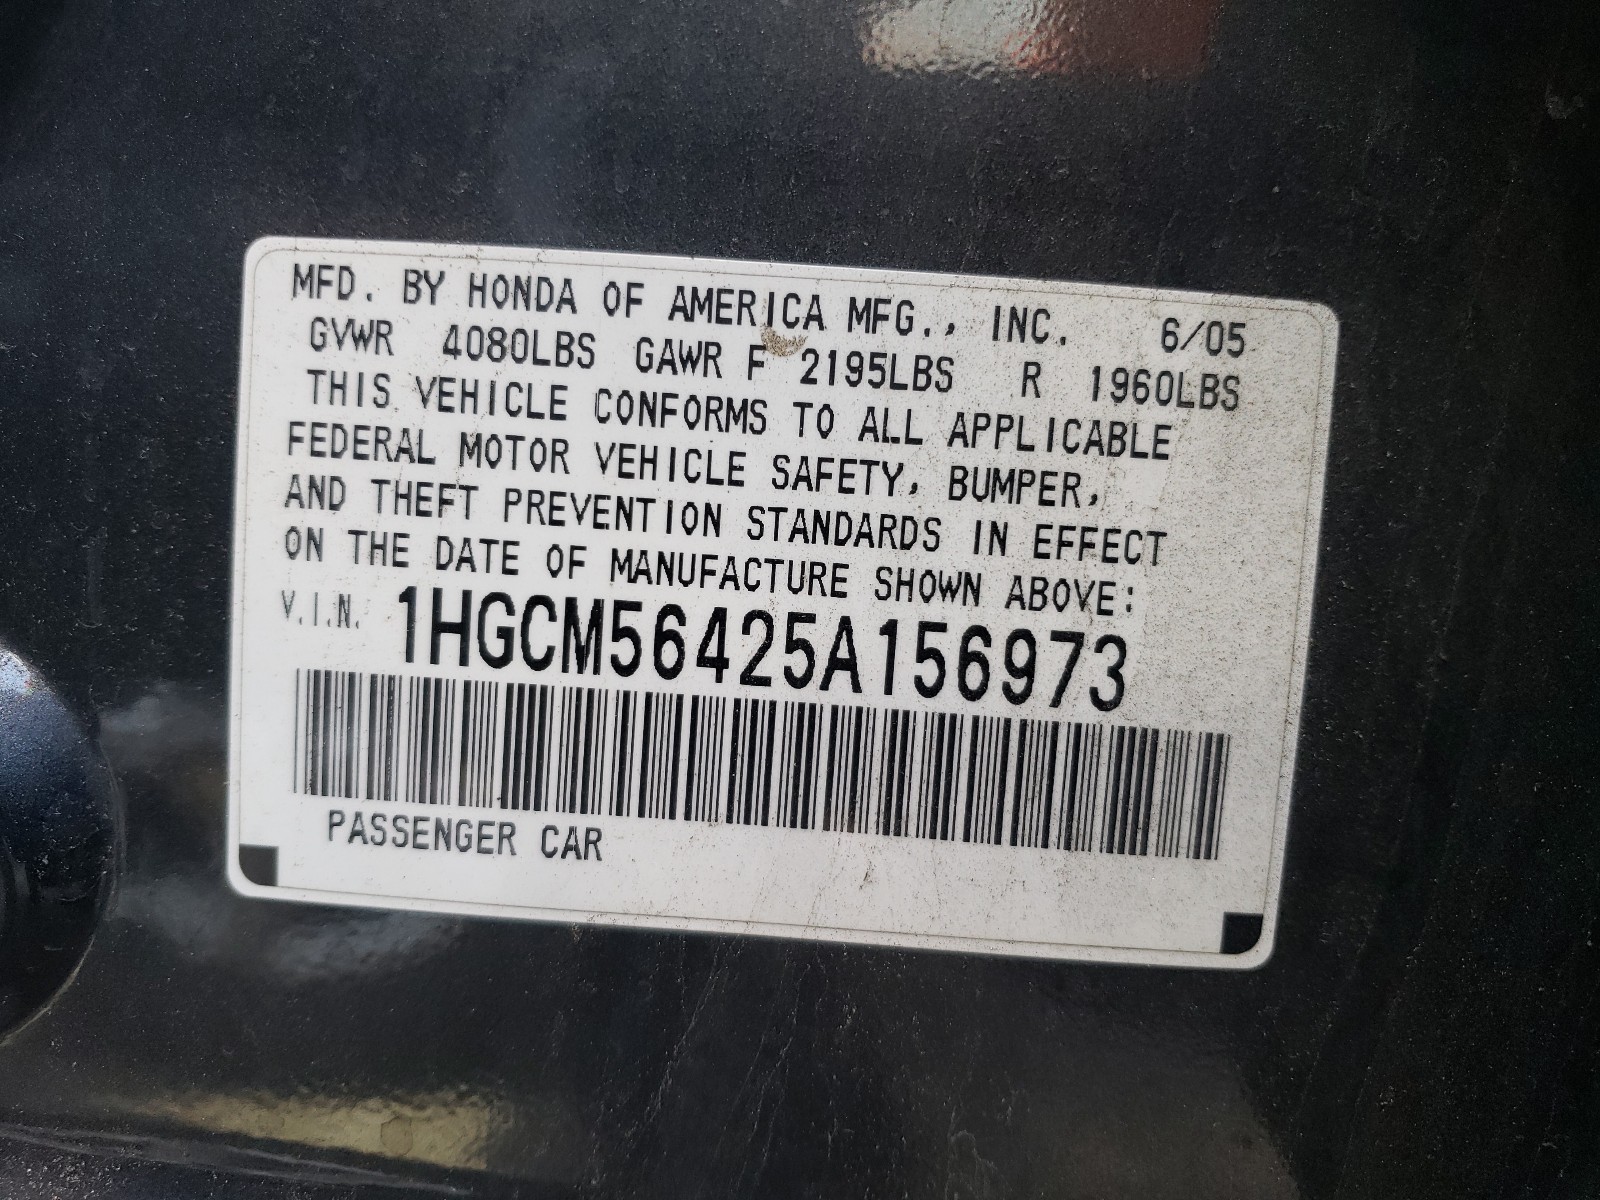 MFD. BY HONDA OF AMERICA MFG., INC. 6/05
GVWR 4080LBS GAWR F 2195LBS R 1960LBS
THIS VEHICLE CONFORMS TO ALL APPLICABLE
FEDERAL MOTOR VEHICLE SAFETY, BUMPER,
AND THEFT PREVENTION STANDARDS IN EFFECT
ON THE DATE OF MANUFACTURE SHOWN ABOVE:
V.I.N. 1HGCM56425A156973
PASSENGER CAR